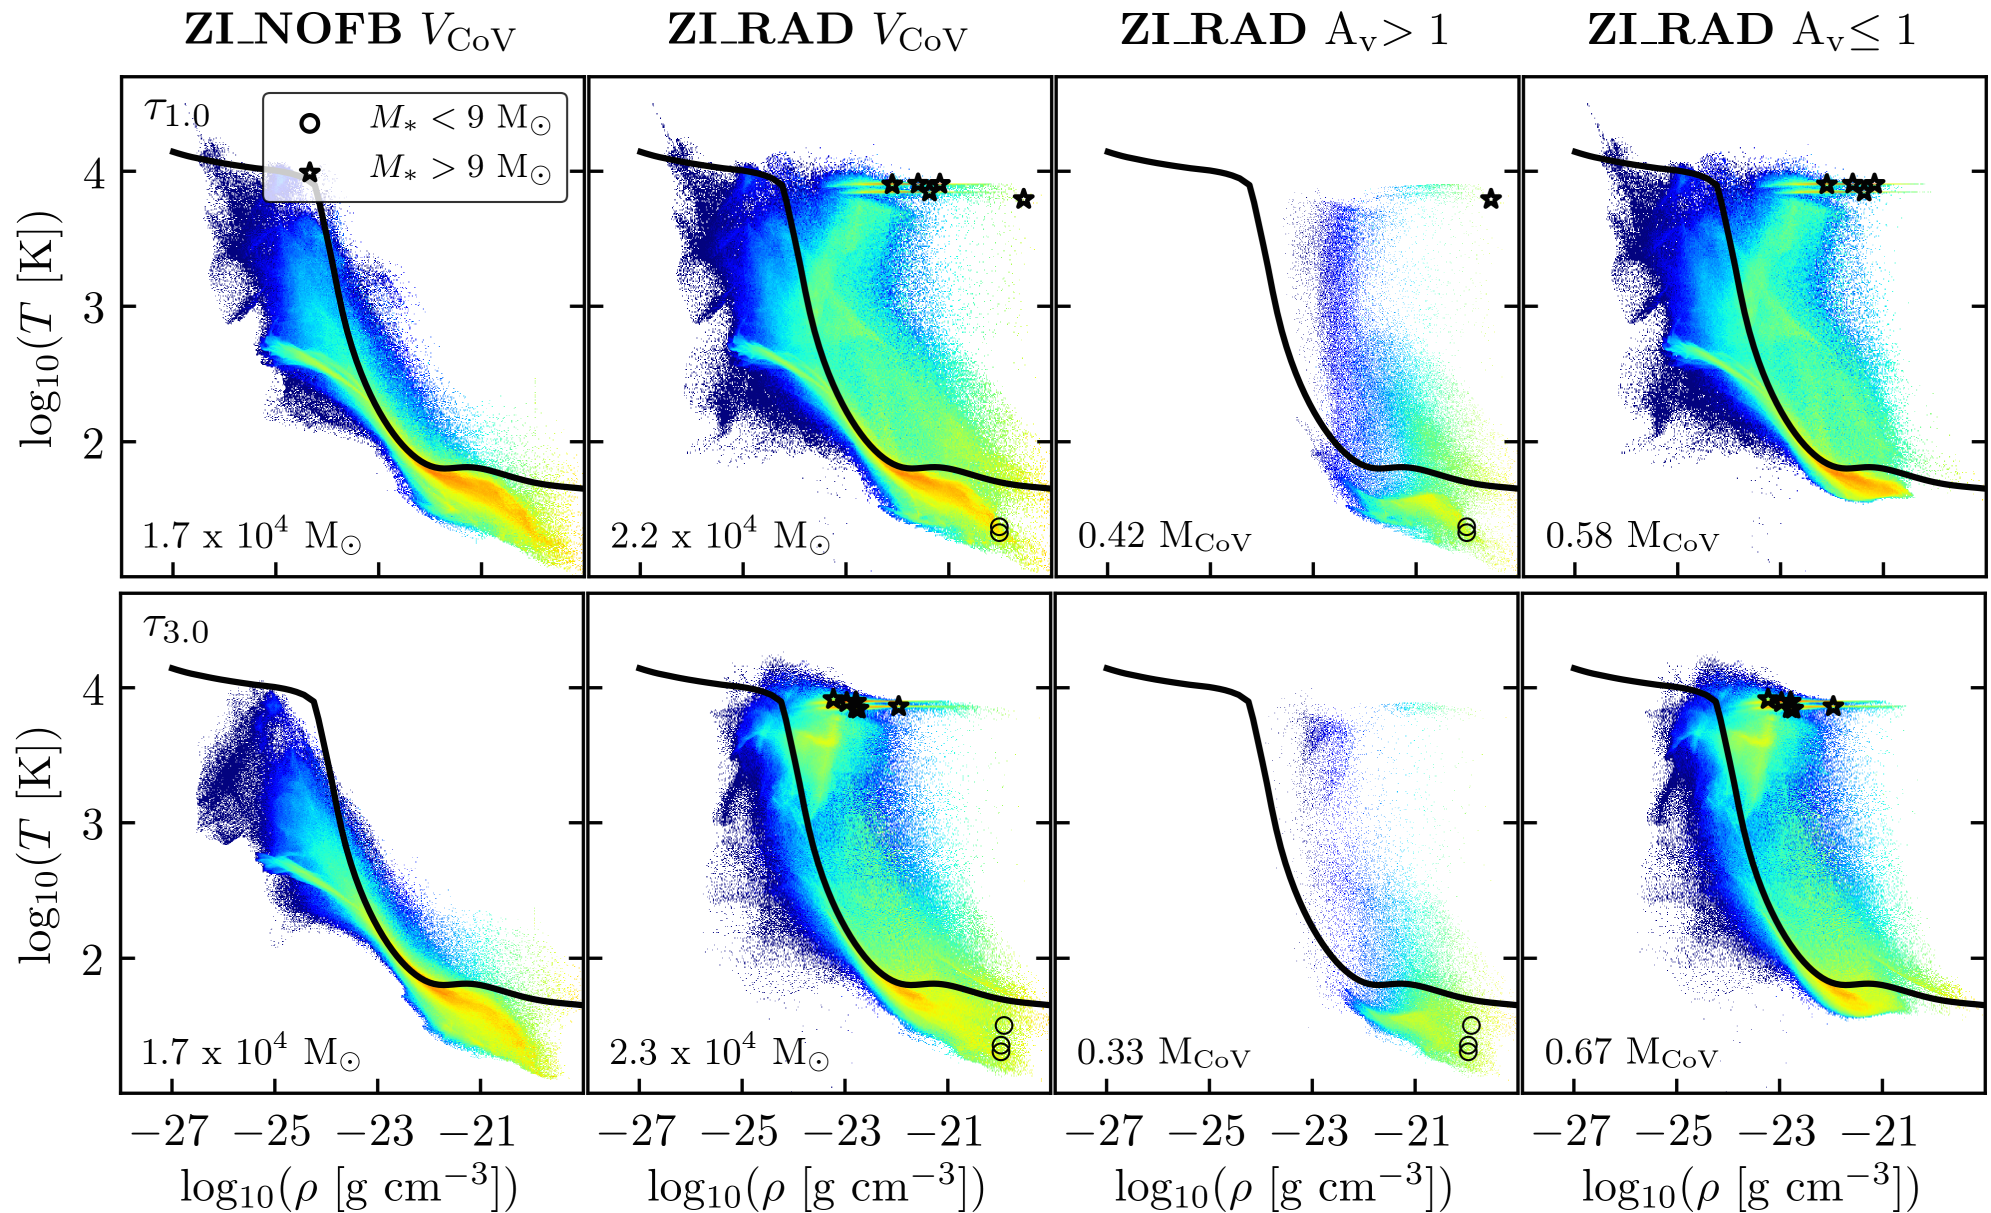 ZI_NOFB V_CoV
ZI_RAD V_CoV
ZI_RAD A_v> 1
ZI_RAD A_v≤ 1
τ_1.0
M_* < 9 M_⊙
M_* > 9 M_⊙
4
3
2
log_10(T [K])
1.7 x 10^4 M_⊙
2.2 x 10^4 M_⊙
0.42 M_CoV
0.58 M_CoV
τ_3.0
4
3
2
log_10(T [K])
1.7 x 10^4 M_⊙
2.3 x 10^4 M_⊙
0.33 M_CoV
0.67 M_CoV
−27 −25 −23 −21
−27 −25 −23 −21
−27 −25 −23 −21
−27 −25 −23 −21
log_10(ρ [g cm^−3])
log_10(ρ [g cm^−3])
log_10(ρ [g cm^−3])
log_10(ρ [g cm^−3])